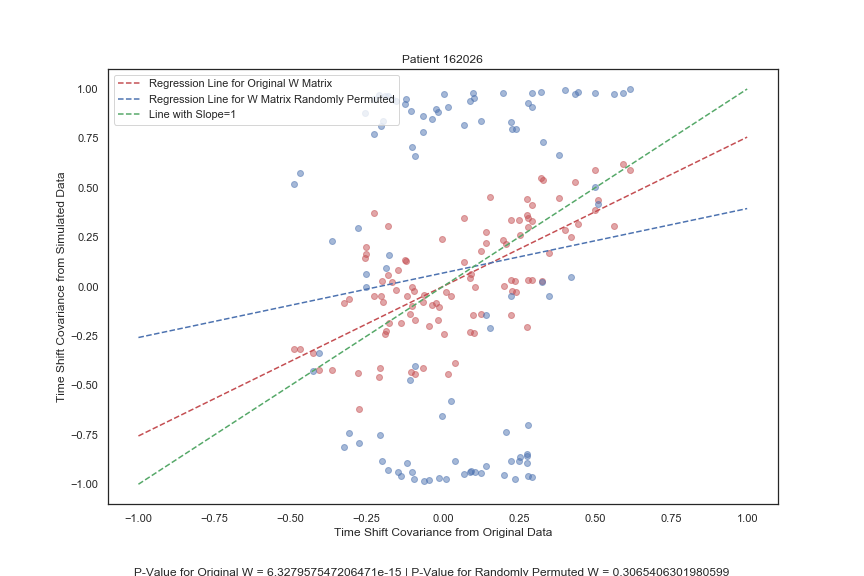 Patient 162026
Regression Line for Original W Matrix
Regression Line for W Matrix Randomly Permuted
Line with Slope=1
Time Shift Covariance from Simulated Data
1.00
0.75
0.50
0.25
0.00
−0.25
−0.50
−0.75
−1.00
−1.00 −0.75 −0.50 −0.25 0.00 0.25 0.50 0.75 1.00
Time Shift Covariance from Original Data
P-Value for Original W = 6.327957547206471e-15 | P-Value for Randomly Permuted W = 0.3065406301980599